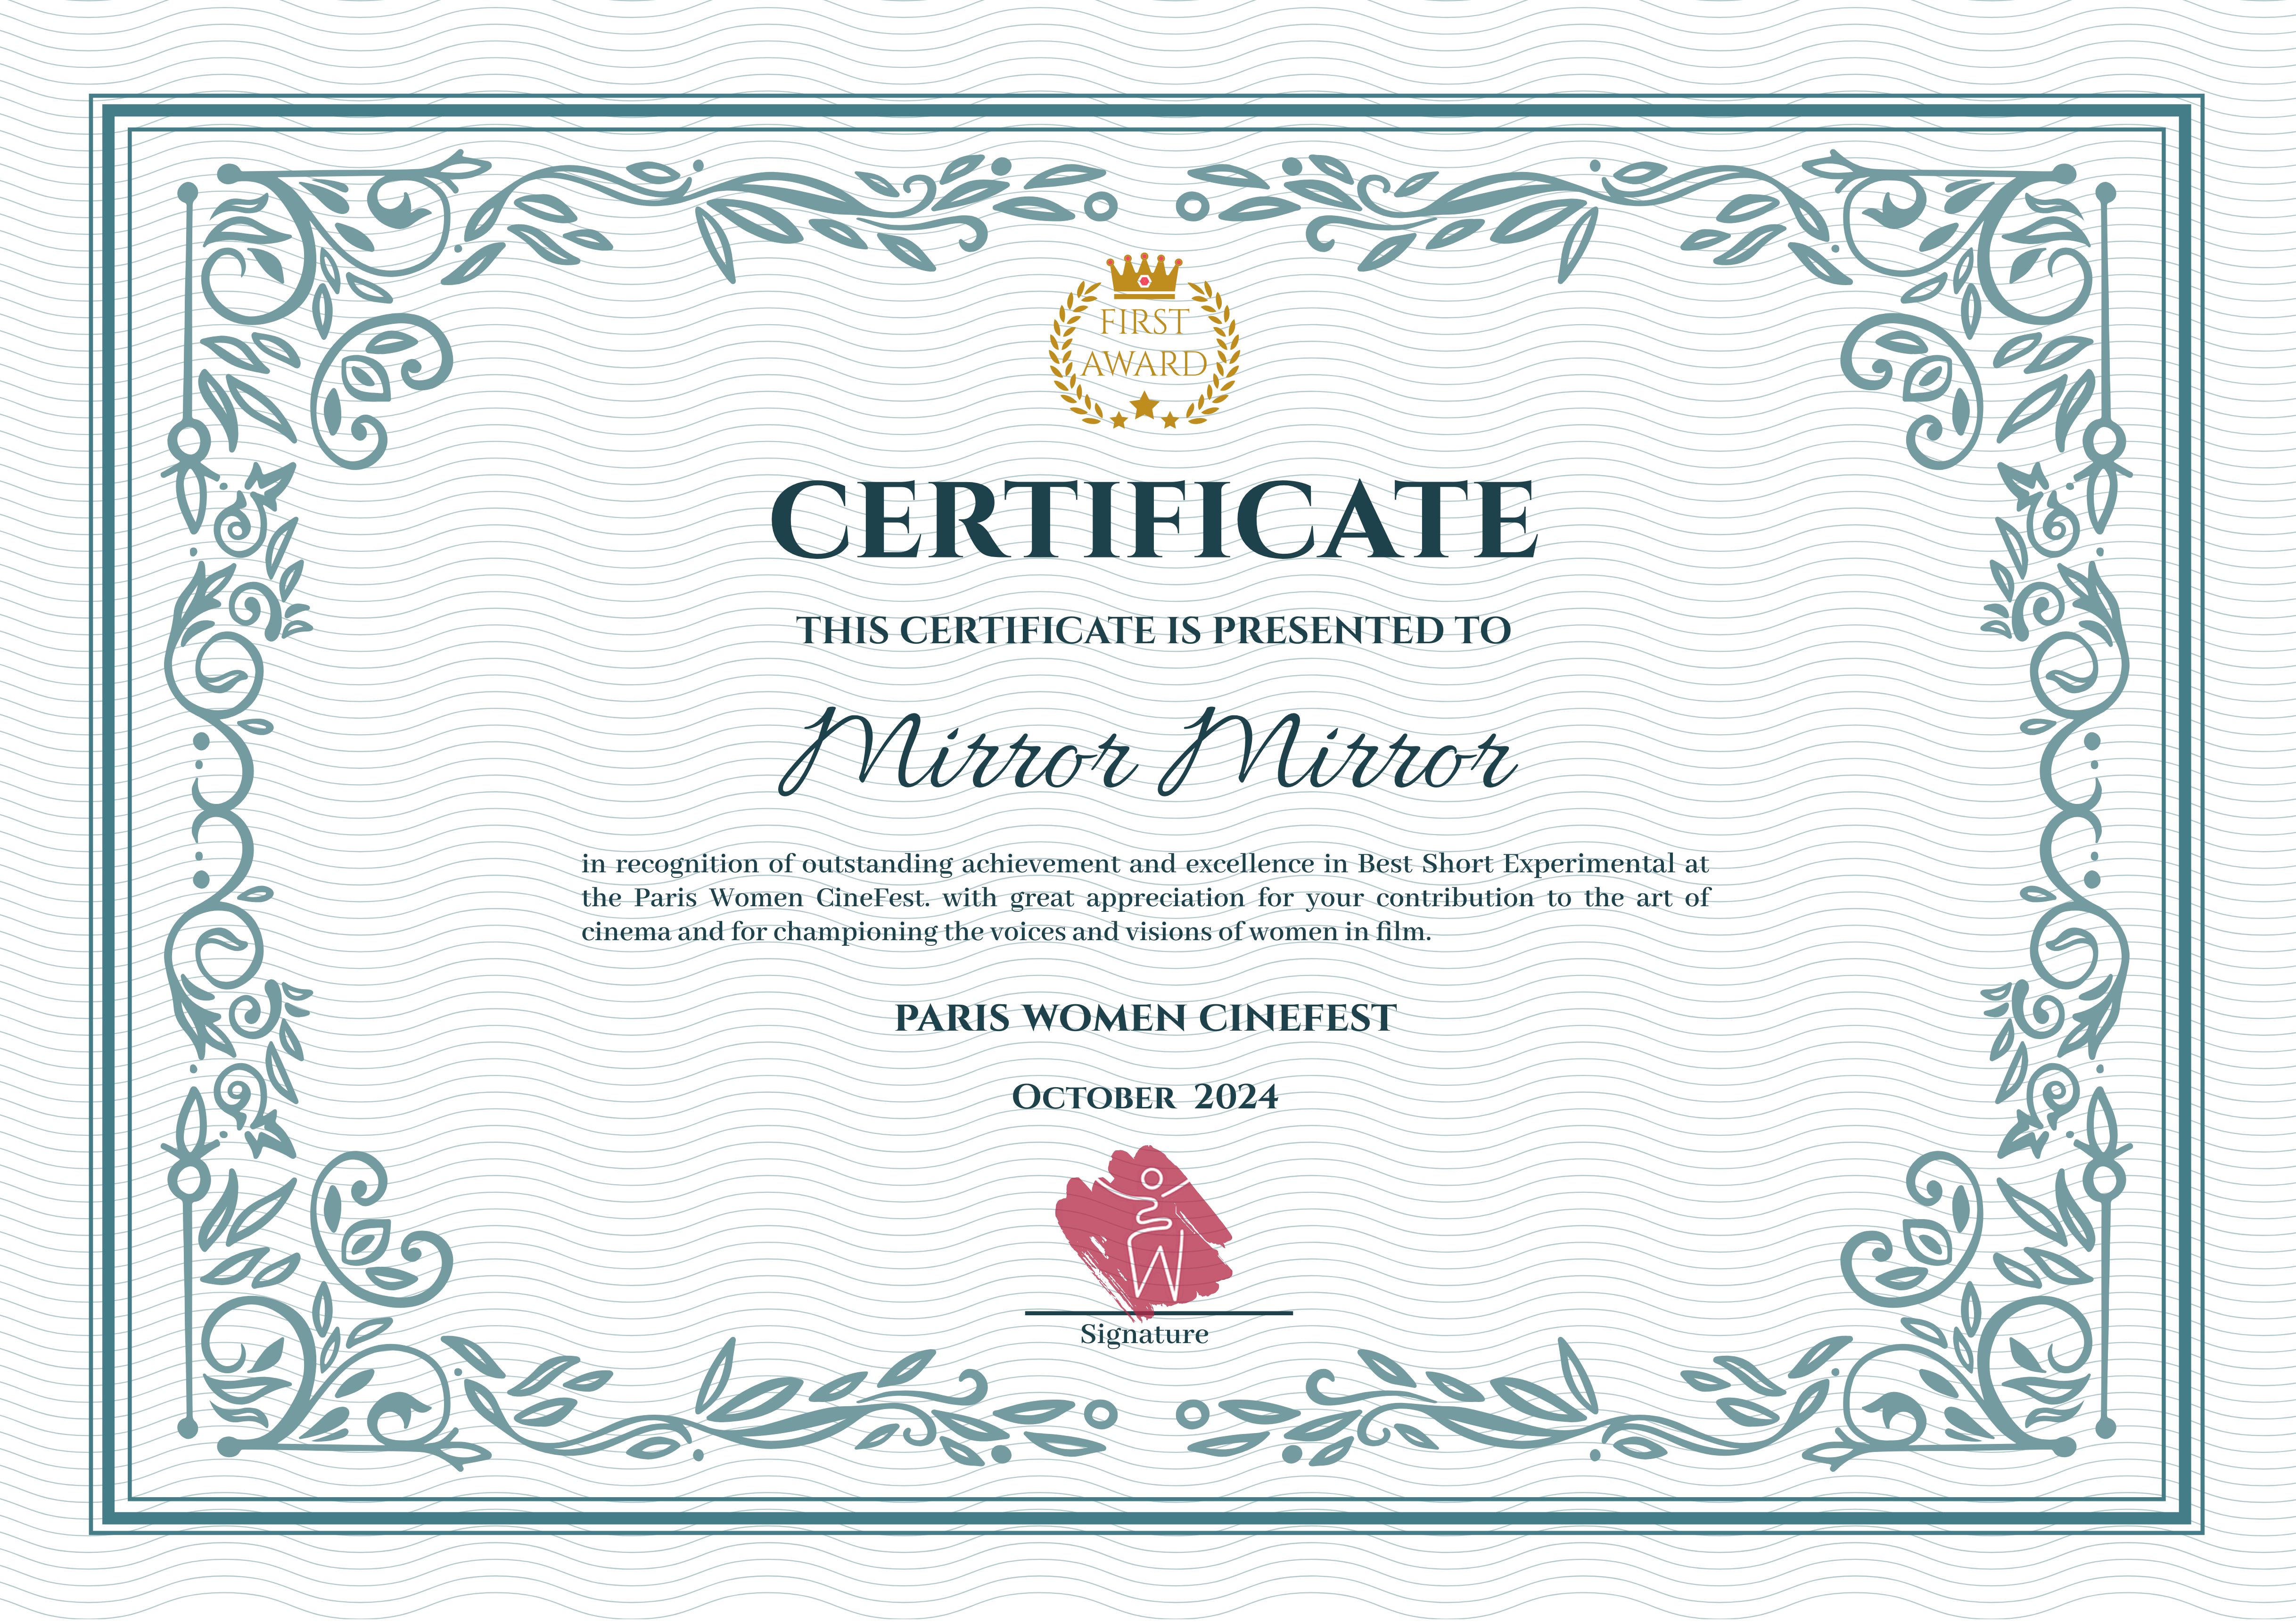 FIRST
AWARD
CERTIFICATE
THIS CERTIFICATE IS PRESENTED TO
Mirror Mirror
in recognition of outstanding achievement and excellence in Best Short Experimental at
the Paris Women CineFest. with great appreciation for your contribution to the art of
cinema and for championing the voices and visions of women in film.
PARIS WOMEN CINEFEST
October 2024
Signature